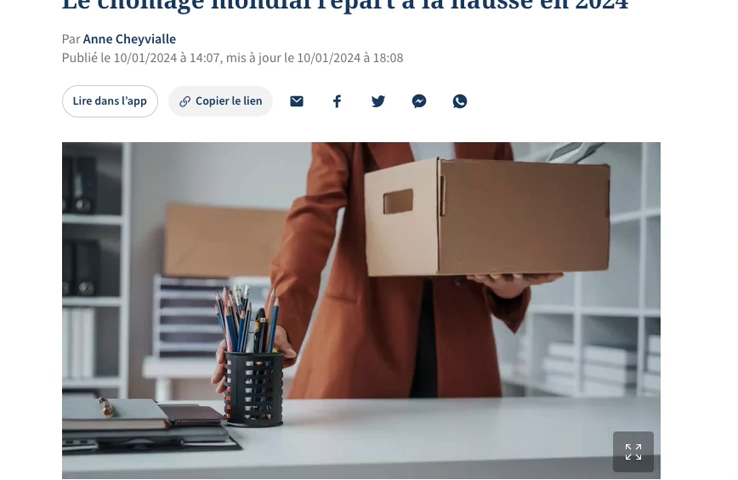 Le chômage mondial repart à la hausse en 2024
Par Anne Cheyvialle
Publié le 10/01/2024 à 14:07, mis à jour le 10/01/2024 à 18:08
Lire dans l’app
Copier le lien